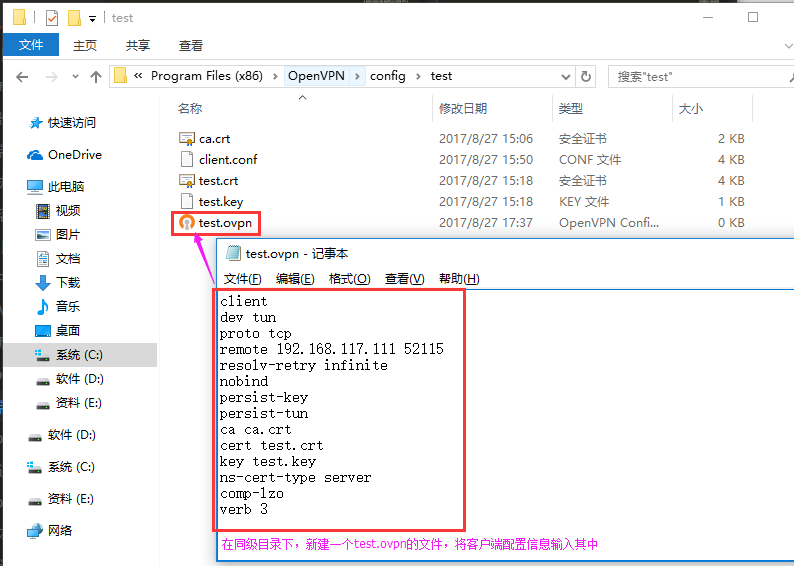 test
文件 主页 共享 查看
« Program Files (x86) > OpenVPN > config > test 搜索"test"
名称 修改日期 类型 大小
快速访问
OneDrive
此电脑
视频
图片
文档
下载
音乐
桌面
系统 (C:)
软件 (D:)
资料 (E:)
软件 (D:)
系统 (C:)
资料 (E:)
网络
ca.crt 2017/8/27 15:06 安全证书 2 KB
client.conf 2017/8/27 15:50 CONF 文件 4 KB
test.crt 2017/8/27 15:18 安全证书 4 KB
test.key 2017/8/27 15:18 KEY 文件 1 KB
test.ovpn 2017/8/27 17:37 OpenVPN Confi... 0 KB
test.ovpn - 记事本
文件(F) 编辑(E) 格式(O) 查看(V) 帮助(H)
client
dev tun
proto tcp
remote 192.168.117.111 52115
resolv-retry infinite
nobind
persist-key
persist-tun
ca ca.crt
cert test.crt
key test.key
ns-cert-type server
comp-lzo
verb 3
在同级目录下，新建一个test.ovpn的文件，将客户端配置信息输入其中